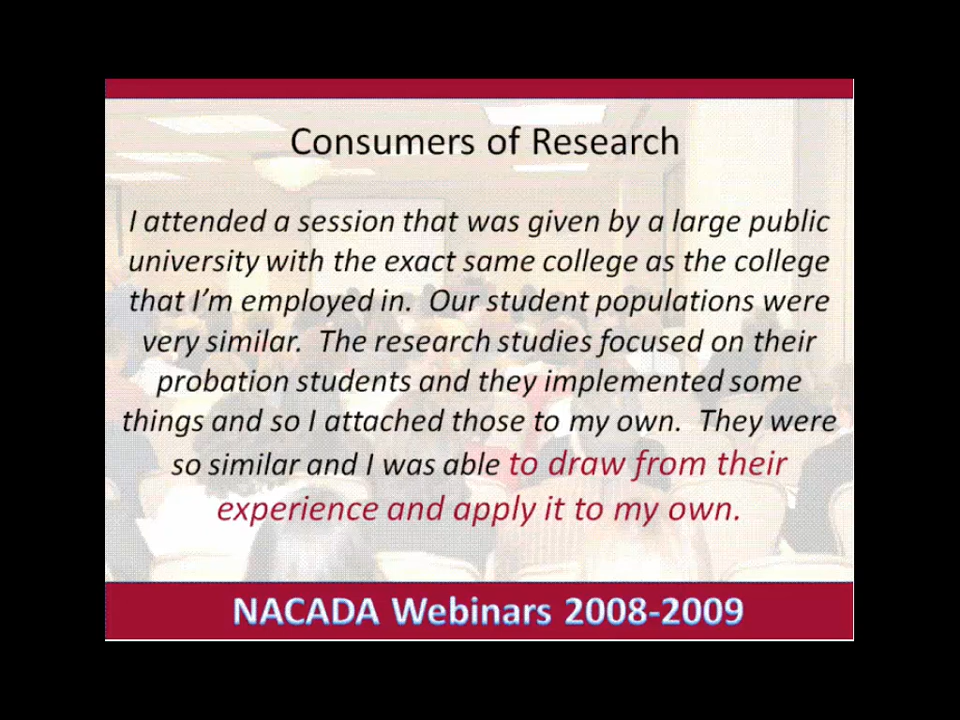 Consumers of Research
I attended a session that was given by a large public
university with the exact same college as the college
that I’m employed in.  Our student populations were
very similar.  The research studies focused on their
probation students and they implemented some
things and so I attached those to my own.  They were
so similar and I was able to draw from their
experience and apply it to my own.
NACADA Webinars 2008-2009